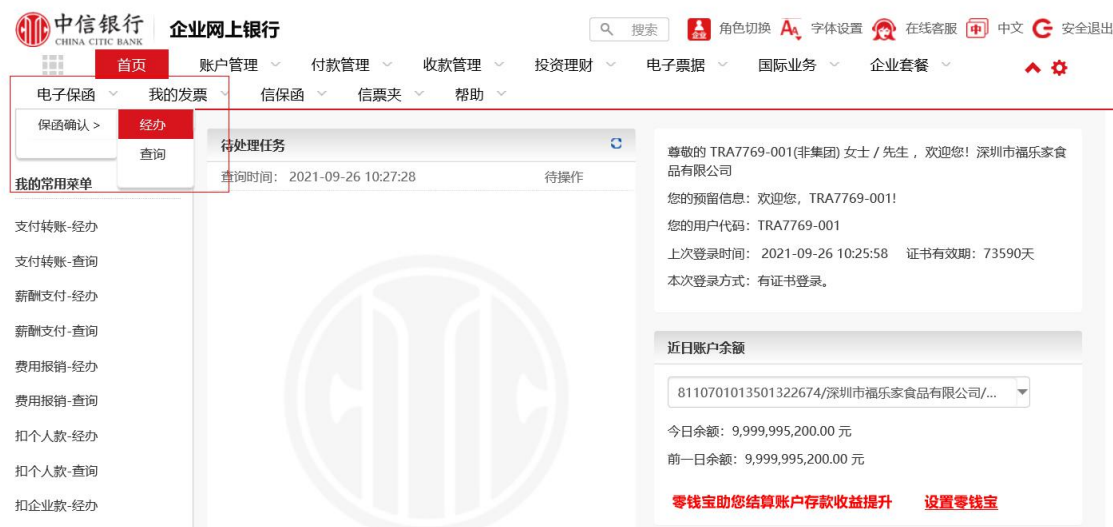 中信银行
CHINA CITIC BANK
企业网上银行
搜索 企业 角色切换 AA 字体设置 在线客服 中 中文 安全退出
首页 账户管理 付款管理 收款管理 投资理财 电子票据 国际业务 企业套餐
电子保函 我的发票 信保函 信票夹 帮助
保函确认 > 经办
查询
我的常用菜单
支付转账-经办
支付转账-查询
薪酬支付-经办
薪酬支付-查询
费用报销-经办
费用报销-查询
扣个人款-经办
扣个人款-查询
扣企业款-经办
待处理任务
查询时间： 2021-09-26 10:27:28 待操作
尊敬的 TRA7769-001(非集团) 女士 / 先生 ，欢迎您！深圳市福乐家食
品有限公司
您的预留信息：欢迎您，TRA7769-001!
您的用户代码：TRA7769-001
上次登录时间： 2021-09-26 10:25:58 证书有效期：73590天
本次登录方式：有证书登录。
近日账户余额
8110701013501322674/深圳市福乐家食品有限公司/...
今日余额：9,999,995,200.00 元
前一日余额：9,999,995,200.00 元
零钱宝助您结算账户存款收益提升 设置零钱宝